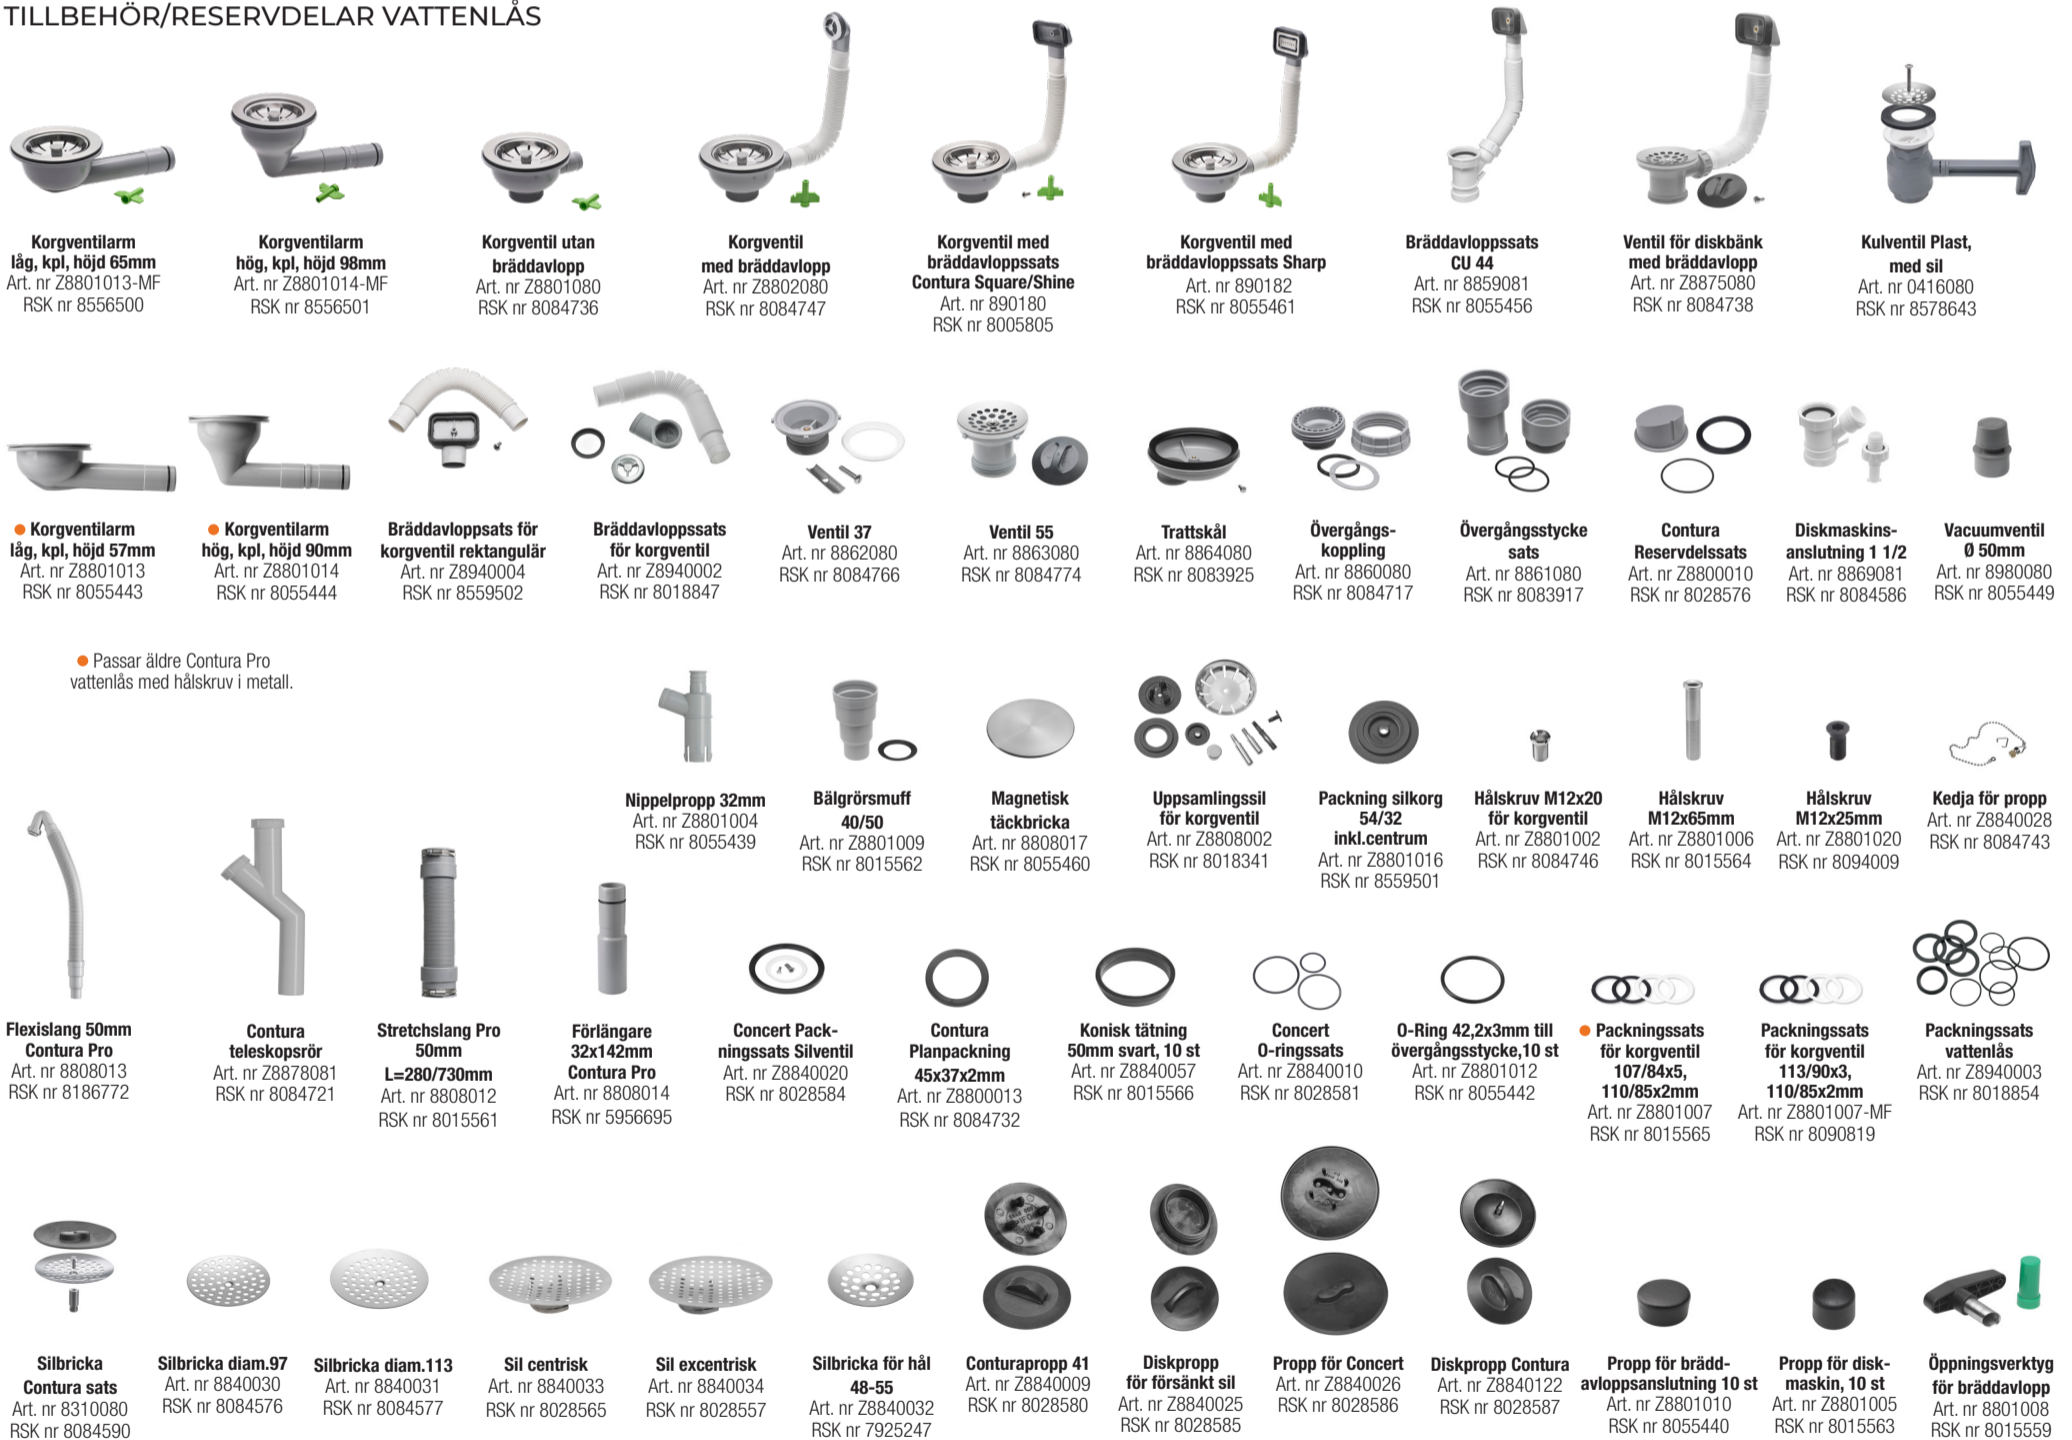 TILLBEHÖR/RESERVDELAR VATTENLÅS
Korgventilarm
låg, kpl, höjd 65mm
Art. nr Z8801013-MF
RSK nr 8556500
Korgventilarm
hög, kpl, höjd 98mm
Art. nr Z8801014-MF
RSK nr 8556501
Korgventil utan
bräddavlopp
Art. nr Z8801080
RSK nr 8084736
Korgventil
med bräddavlopp
Art. nr Z8802080
RSK nr 8084747
Korgventil med
bräddavloppssats
Contura Square/Shine
Art. nr 890180
RSK nr 8005805
Korgventil med
bräddavloppssats Sharp
Art. nr 890182
RSK nr 8055461
Bräddavloppssats
CU 44
Art. nr 8859081
RSK nr 8055456
Ventil för diskbänk
med bräddavlopp
Art. nr Z8875080
RSK nr 8084738
Kulventil Plast,
med sil
Art. nr 0416080
RSK nr 8578643
Korgventilarm
låg, kpl, höjd 57mm
Art. nr Z8801013
RSK nr 8055443
Korgventilarm
hög, kpl, höjd 90mm
Art. nr Z8801014
RSK nr 8055444
Bräddavloppsats för
korgventil rektangulär
Art. nr Z8940004
RSK nr 8559502
Bräddavloppssats
för korgventil
Art. nr Z8940002
RSK nr 8018847
Ventil 37
Art. nr 8862080
RSK nr 8084766
Ventil 55
Art. nr 8863080
RSK nr 8084774
Trattskål
Art. nr 8864080
RSK nr 8083925
Övergångs-
koppling
Art. nr 8860080
RSK nr 8084717
Övergångsstycke
sats
Art. nr 8861080
RSK nr 8083917
Contura
Reservdelssats
Art. nr Z8800010
RSK nr 8028576
Diskmaskins-
anslutning 1 1/2
Art. nr 8869081
RSK nr 8084586
Vacuumventil
Ø 50mm
Art. nr 8980080
RSK nr 8055449
Passar äldre Contura Pro
vattenlås med hålskruv i metall.
Nippelpropp 32mm
Art. nr Z8801004
RSK nr 8055439
Bälgrörsmuff
40/50
Art. nr Z8801009
RSK nr 8015562
Magnetisk
täckbricka
Art. nr 8808017
RSK nr 8055460
Uppsamlingssil
för korgventil
Art. nr Z8808002
RSK nr 8018341
Packning silkorg
54/32
inkl.centrum
Art. nr Z8801016
RSK nr 8559501
Hålskruv M12x20
för korgventil
Art. nr Z8801002
RSK nr 8084746
Hålskruv
M12x65mm
Art. nr Z8801006
RSK nr 8015564
Hålskruv
M12x25mm
Art. nr Z8801020
RSK nr 8094009
Kedja för propp
Art. nr Z8840028
RSK nr 8084743
Flexislang 50mm
Contura Pro
Art. nr 8808013
RSK nr 8186772
Contura
teleskopsrör
Art. nr Z8878081
RSK nr 8084721
Stretchslang Pro
50mm
L=280/730mm
Art. nr 8808012
RSK nr 8015561
Förlängare
32x142mm
Contura Pro
Art. nr 8808014
RSK nr 5956695
Concert Pack-
ningssats Silventil
Art. nr Z8840020
RSK nr 8028584
Contura
Planpackning
45x37x2mm
Art. nr Z8800013
RSK nr 8084732
Konisk tätning
50mm svart, 10 st
Art. nr Z8840057
RSK nr 8015566
Concert
O-ringssats
Art. nr Z8840010
RSK nr 8028581
O-Ring 42,2x3mm till
övergångsstycke,10 st
Art. nr Z8801012
RSK nr 8055442
Packningssats
för korgventil
107/84x5,
110/85x2mm
Art. nr Z8801007
RSK nr 8015565
Packningssats
för korgventil
113/90x3,
110/85x2mm
Art. nr Z8801007-MF
RSK nr 8090819
Packningssats
vattenlås
Art. nr Z8940003
RSK nr 8018854
Silbricka
Contura sats
Art. nr 8310080
RSK nr 8084590
Silbricka diam.97
Art. nr 8840030
RSK nr 8084576
Silbricka diam.113
Art. nr 8840031
RSK nr 8084577
Sil centrisk
Art. nr 8840033
RSK nr 8028565
Sil excentrisk
Art. nr 8840034
RSK nr 8028557
Silbricka för hål
48-55
Art. nr Z8840032
RSK nr 7925247
Conturapropp 41
Art. nr Z8840009
RSK nr 8028580
Diskpropp
för försänkt sil
Art. nr Z8840025
RSK nr 8028585
Propp för Concert
Art. nr Z8840026
RSK nr 8028586
Diskpropp Contura
Art. nr Z8840122
RSK nr 8028587
Propp för brädd-
avloppsanslutning 10 st
Art. nr Z8801010
RSK nr 8055440
Propp för disk-
maskin, 10 st
Art. nr Z8801005
RSK nr 8015563
Öppningsverktyg
för bräddavlopp
Art. nr 8801008
RSK nr 8015559